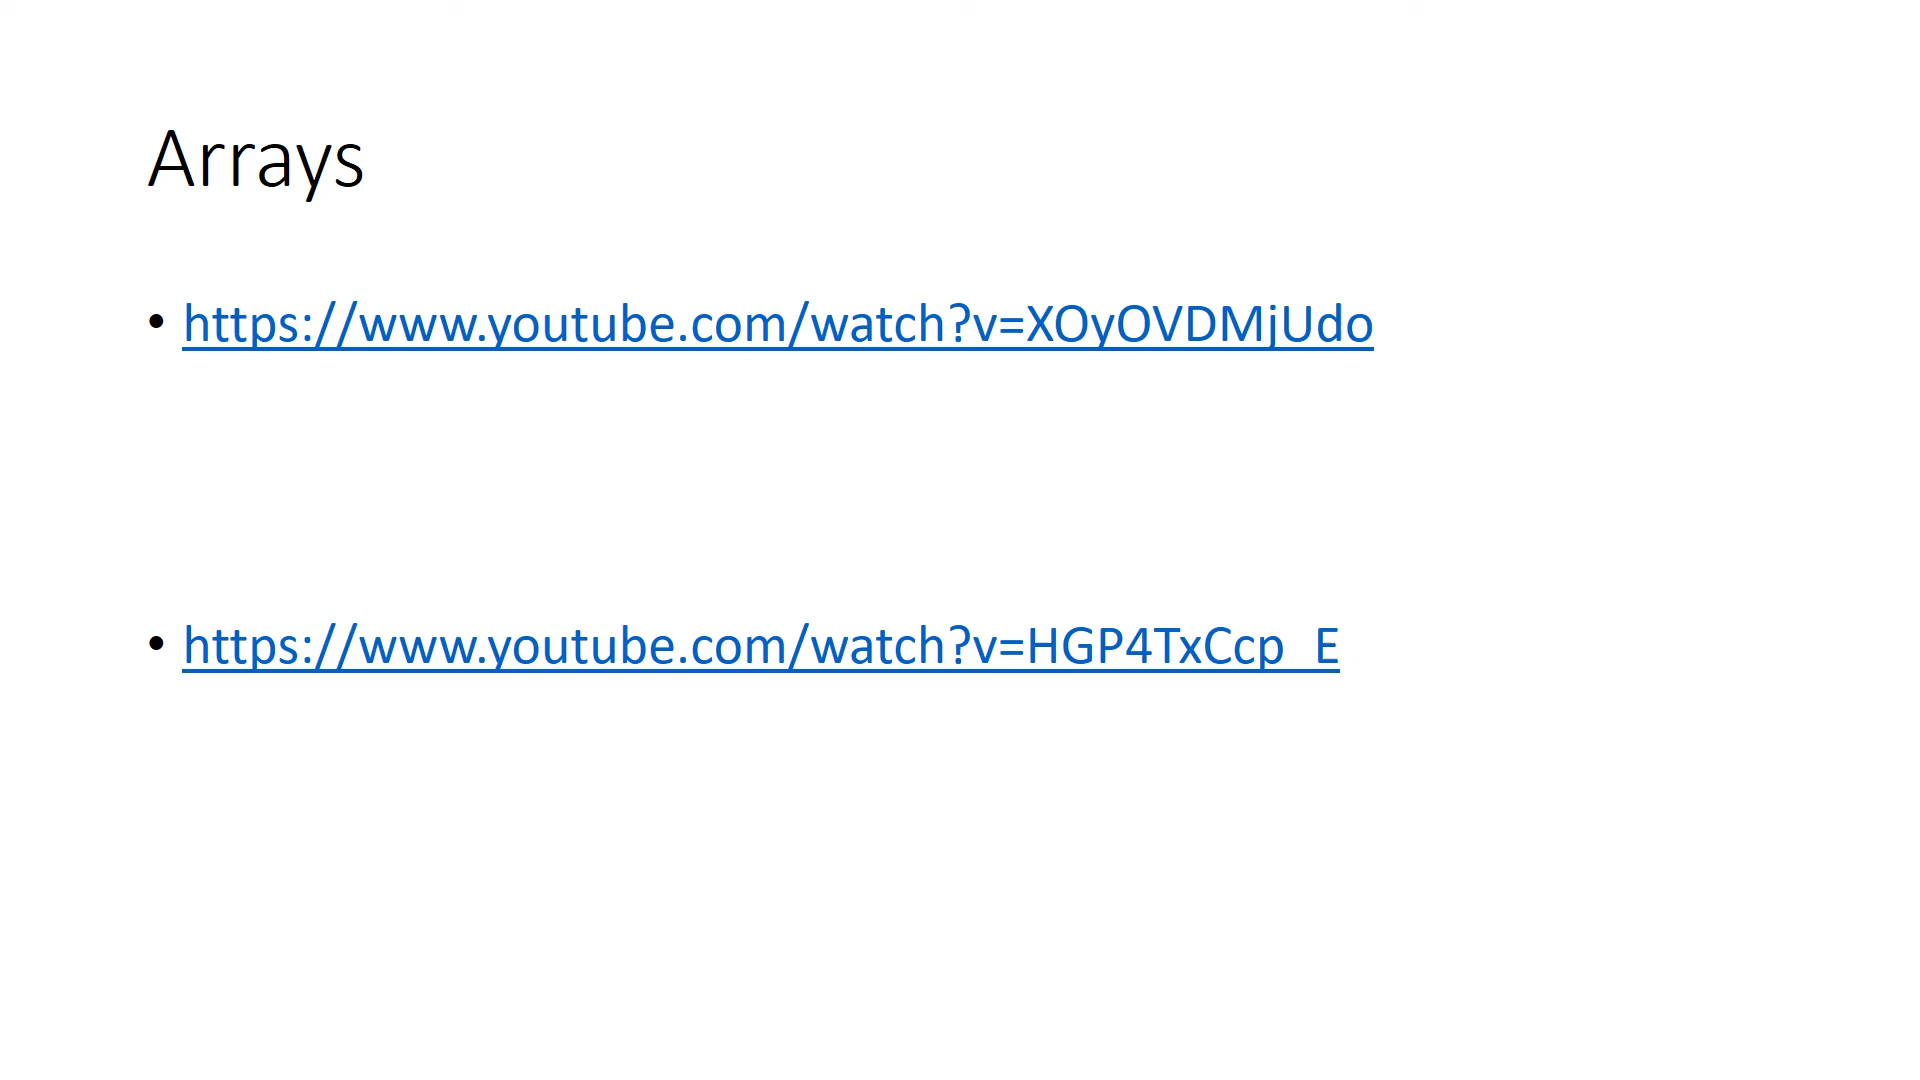 Arrays
• https://www.youtube.com/watch?v=XOyOVDMjUdo
• https://www.youtube.com/watch?v=HGP4TxCcp_E